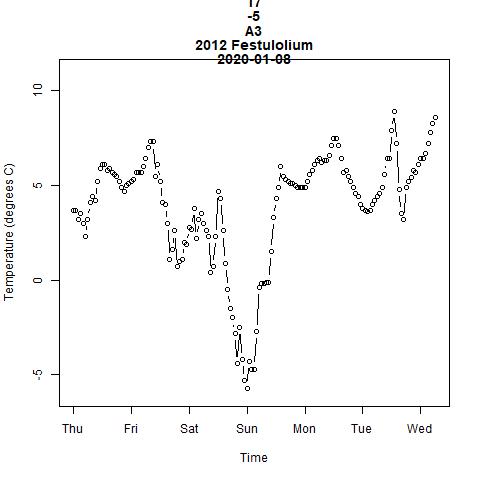 17
-5
A3
2012 Festulolium
2020-01-08
Temperature (degrees C)
10
5
0
-5
Thu Fri Sat Sun Mon Tue Wed
Time